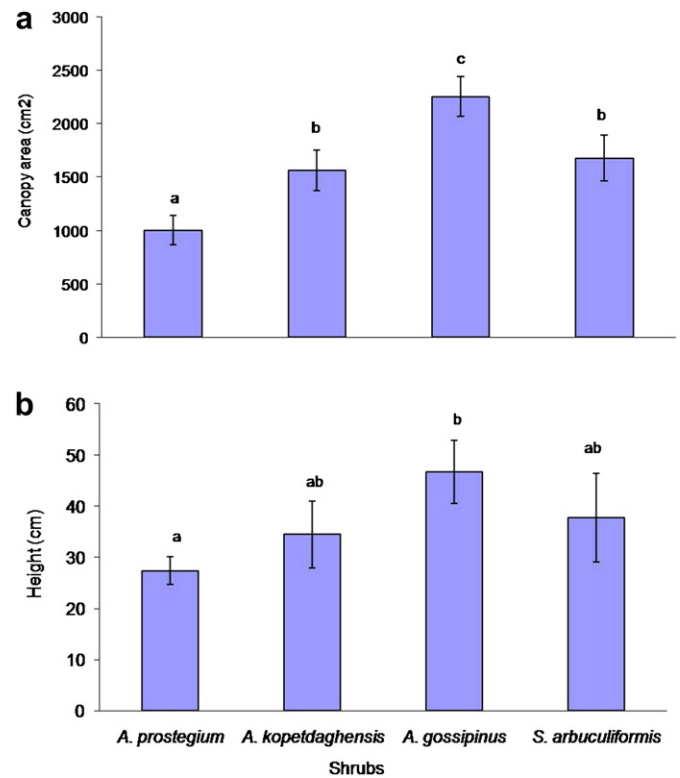 a
3000
2500
2000
1500
1000
500
0
Canopy area (cm2)
a
b
c
b
b
60
50
40
30
20
10
0
Height (cm)
a
ab
b
ab
A. prostegium A. kopetdaghensis A. gossipinus S. arbuculiformis
Shrubs